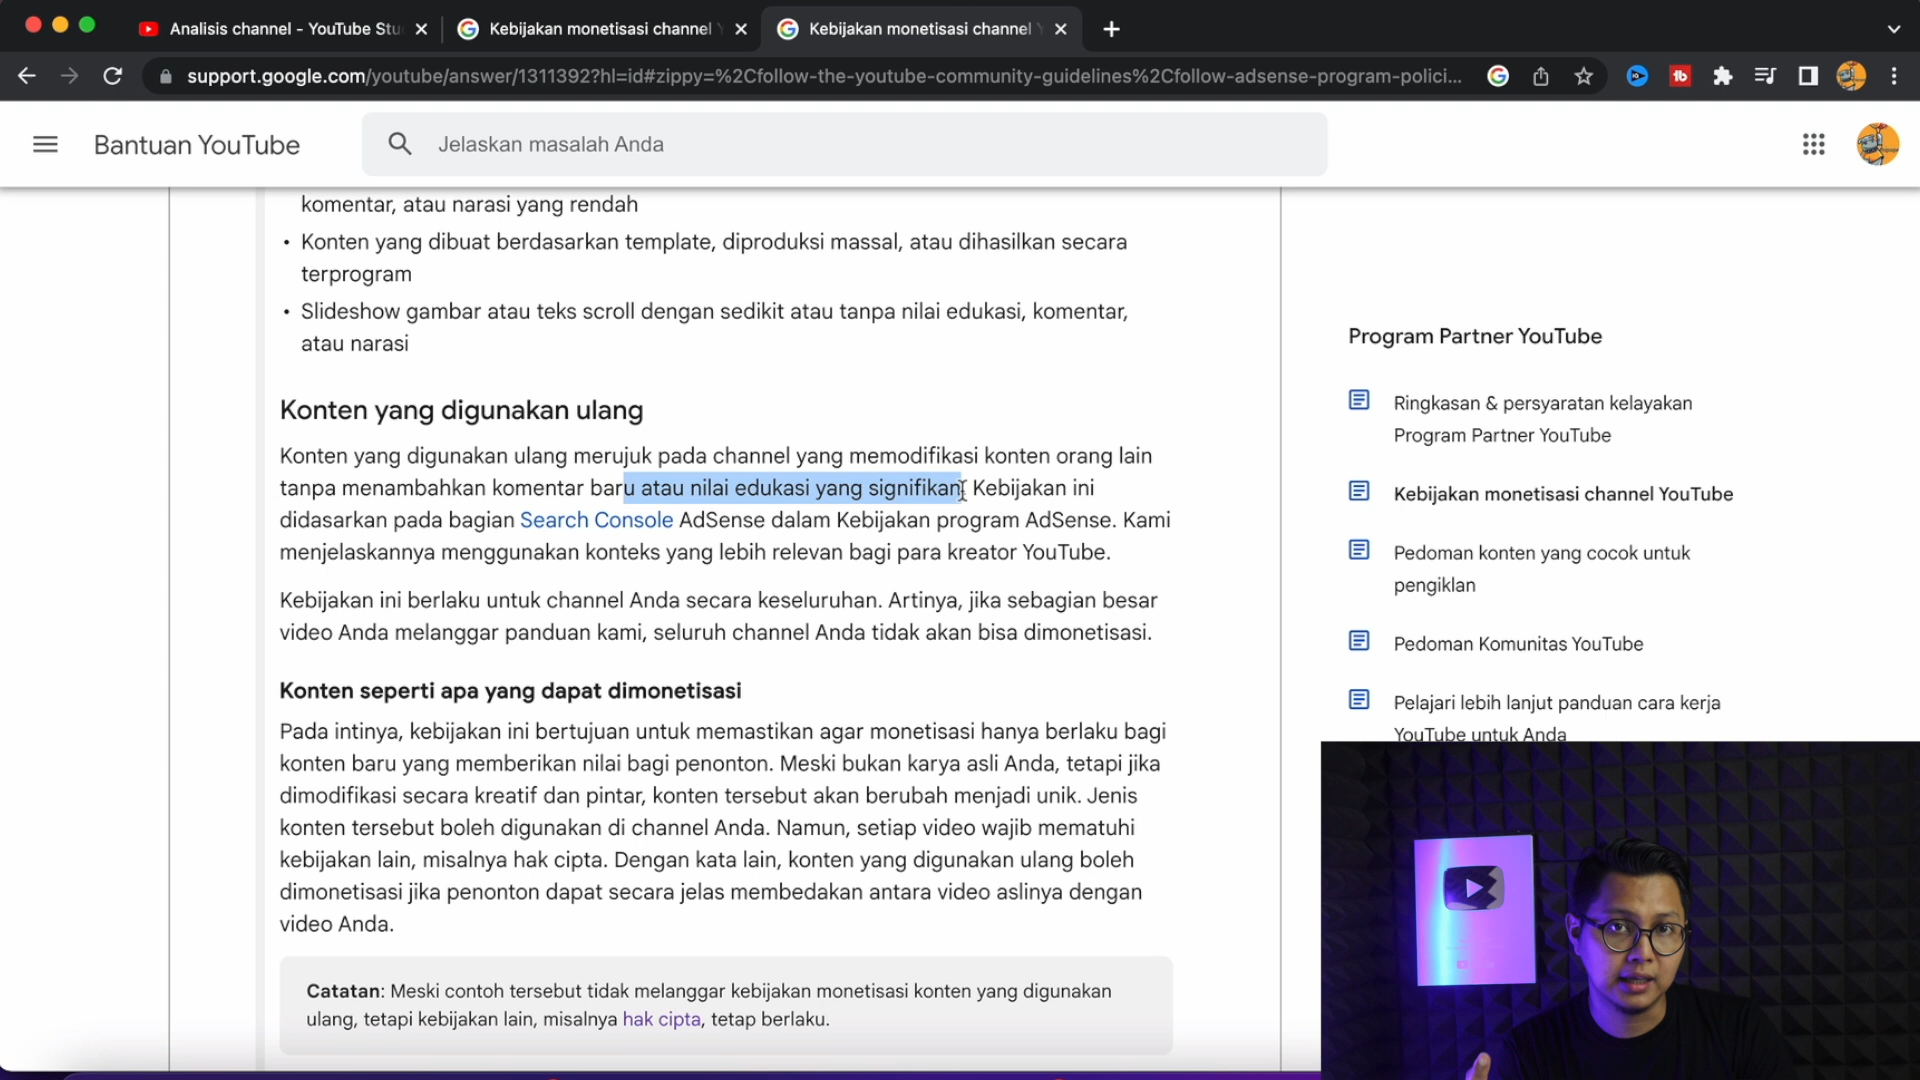 Analisis channel - YouTube Stu
Kebijakan monetisasi channel Y
Kebijakan monetisasi channel Y
support.google.com/youtube/answer/1311392?hl=id#zippy=%2Cfollow-the-youtube-community-guidelines%2Cfollow-adsense-program-polici...
Bantuan YouTube
Jelaskan masalah Anda
komentar, atau narasi yang rendah
• Konten yang dibuat berdasarkan template, diproduksi massal, atau dihasilkan secara
terprogram
• Slideshow gambar atau teks scroll dengan sedikit atau tanpa nilai edukasi, komentar,
atau narasi
Konten yang digunakan ulang
Konten yang digunakan ulang merujuk pada channel yang memodifikasi konten orang lain
tanpa menambahkan komentar baru atau nilai edukasi yang signifikan. Kebijakan ini
didasarkan pada bagian Search Console AdSense dalam Kebijakan program AdSense. Kami
menjelaskannya menggunakan konteks yang lebih relevan bagi para kreator YouTube.
Kebijakan ini berlaku untuk channel Anda secara keseluruhan. Artinya, jika sebagian besar
video Anda melanggar panduan kami, seluruh channel Anda tidak akan bisa dimonetisasi.
Konten seperti apa yang dapat dimonetisasi
Pada intinya, kebijakan ini bertujuan untuk memastikan agar monetisasi hanya berlaku bagi
konten baru yang memberikan nilai bagi penonton. Meski bukan karya asli Anda, tetapi jika
dimodifikasi secara kreatif dan pintar, konten tersebut akan berubah menjadi unik. Jenis
konten tersebut boleh digunakan di channel Anda. Namun, setiap video wajib mematuhi
kebijakan lain, misalnya hak cipta. Dengan kata lain, konten yang digunakan ulang boleh
dimonetisasi jika penonton dapat secara jelas membedakan antara video aslinya dengan
video Anda.
Catatan: Meski contoh tersebut tidak melanggar kebijakan monetisasi konten yang digunakan
ulang, tetapi kebijakan lain, misalnya hak cipta, tetap berlaku.
Program Partner YouTube
Ringkasan & persyaratan kelayakan
Program Partner YouTube
Kebijakan monetisasi channel YouTube
Pedoman konten yang cocok untuk
pengiklan
Pedoman Komunitas YouTube
Pelajari lebih lanjut panduan cara kerja
YouTube untuk Anda